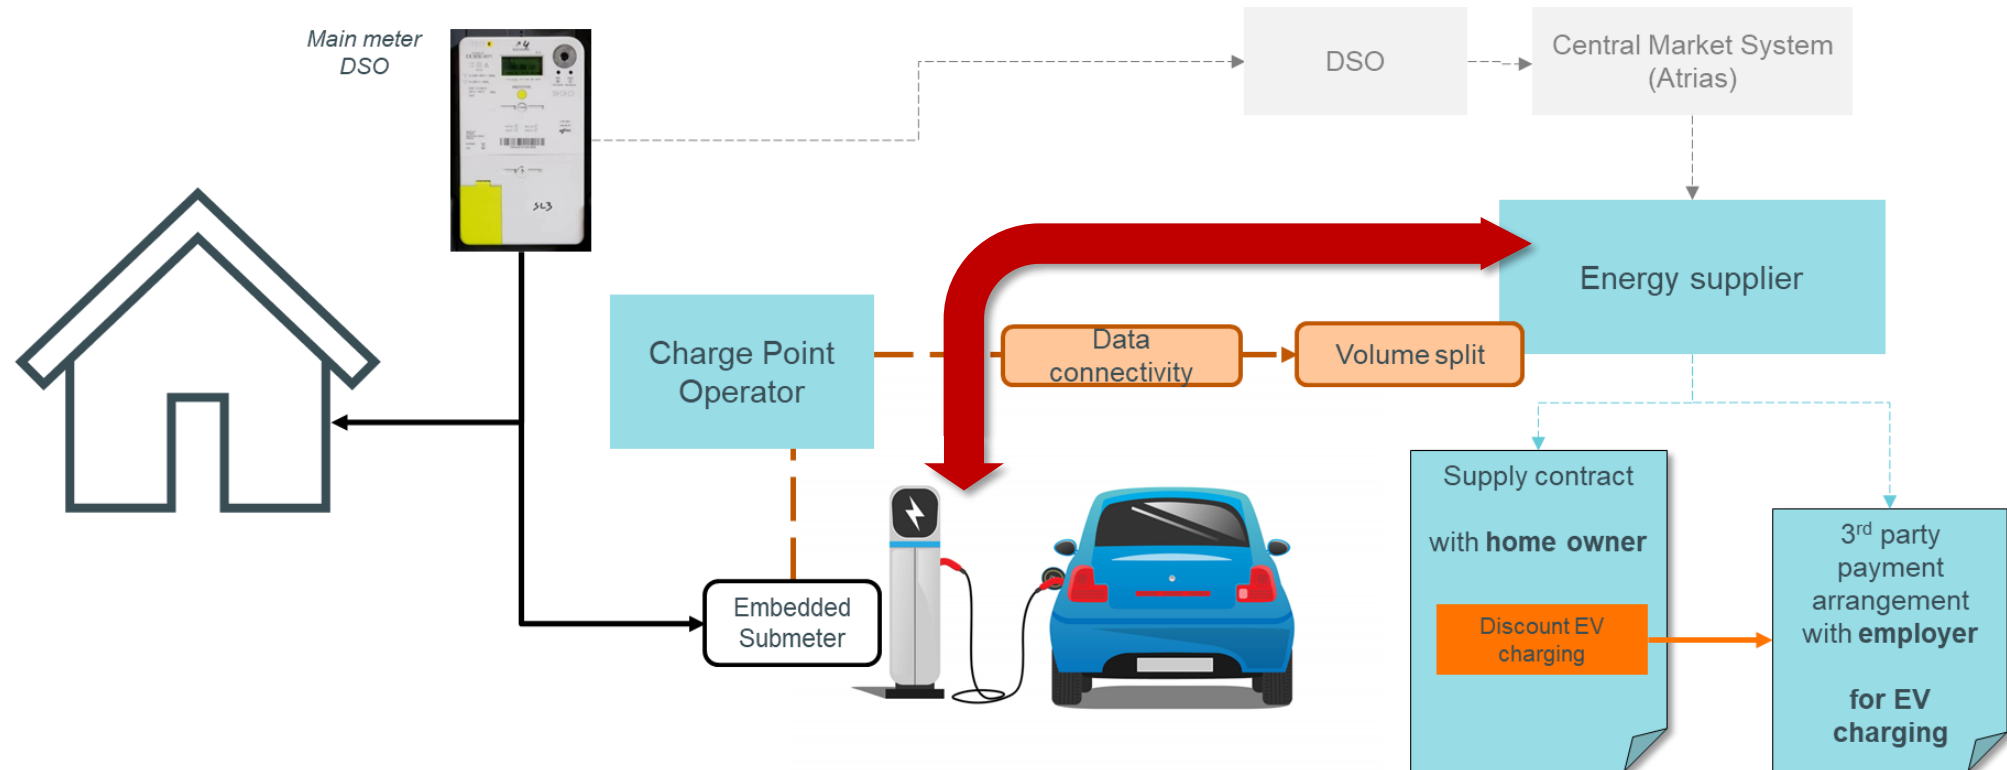 Main meter
DSO
DSO
Central Market System
(Atrias)
SL3
Energy supplier
Charge Point
Operator
Data
connectivity
Volume split
Supply contract
with home owner
Discount EV
charging
3rd party
payment
arrangement
with employer
for EV
charging
Embedded
Submeter